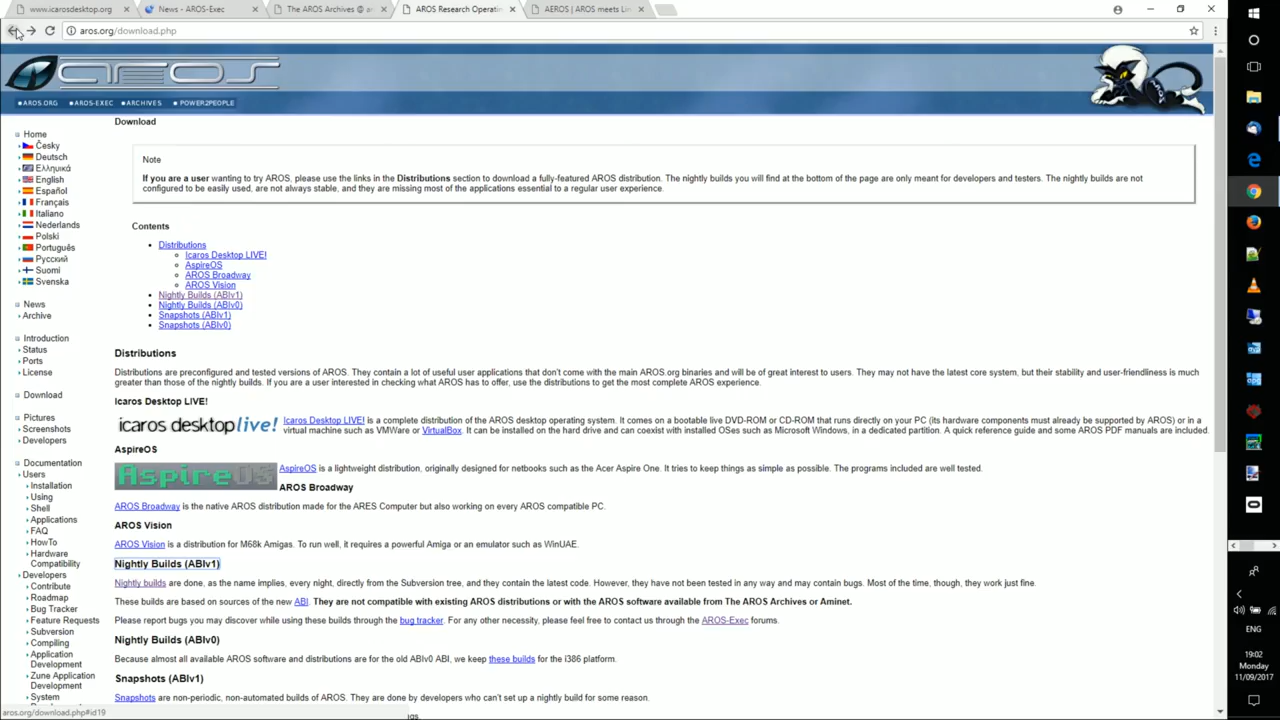 www.icarosdesktop.org
News - AROS-Exec
The AROS Archives @ a
AROS Research Operatin
AEROS | AROS meets Lin
aros.org/download.php
AROS
AROS.ORG
AROS-EXEC
ARCHIVES
POWER2PEOPLE
Home
Česky
Deutsch
Ελληνικά
English
Español
Français
Italiano
Nederlands
Polski
Português
Русский
Suomi
Svenska
News
Archive
Introduction
Status
Ports
License
Download
Pictures
Screenshots
Developers
Documentation
Users
Installation
Using
Shell
Applications
FAQ
HowTo
Hardware
Compatibility
Developers
Contribute
Roadmap
Bug Tracker
Feature Requests
Subversion
Compiling
Application
Development
Zune Application
Development
System
Download
Note
If you are a user wanting to try AROS, please use the links in the Distributions section to download a fully-featured AROS distribution. The nightly builds you will find at the bottom of the page are only meant for developers and testers. The nightly builds are not
configured to be easily used, are not always stable, and they are missing most of the applications essential to a regular user experience.
Contents
Distributions
Icaros Desktop LIVE!
AspireOS
AROS Broadway
AROS Vision
Nightly Builds (ABIv1)
Nightly Builds (ABIv0)
Snapshots (ABIv1)
Snapshots (ABIv0)
Distributions
Distributions are preconfigured and tested versions of AROS. They contain a lot of useful user applications that don't come with the main AROS.org binaries and will be of great interest to users. They may not have the latest core system, but their stability and user-friendliness is much
greater than those of the nightly builds. If you are a user interested in checking what AROS has to offer, use the distributions to get the most complete AROS experience.
Icaros Desktop LIVE!
icaros desktop live!
Icaros Desktop LIVE! is a complete distribution of the AROS desktop operating system. It comes on a bootable live DVD-ROM or CD-ROM that runs directly on your PC (its hardware components must already be supported by AROS) or in a
virtual machine such as VMWare or VirtualBox. It can be installed on the hard drive and can coexist with installed OSes such as Microsoft Windows, in a dedicated partition. A quick reference guide and some AROS PDF manuals are included.
AspireOS
AspireOS
AspireOS is a lightweight distribution, originally designed for netbooks such as the Acer Aspire One. It tries to keep things as simple as possible. The programs included are well tested.
AROS Broadway
AROS Broadway is the native AROS distribution made for the ARES Computer but also working on every AROS compatible PC.
AROS Vision
AROS Vision is a distribution for M68k Amigas. To run well, it requires a powerful Amiga or an emulator such as WinUAE.
Nightly Builds (ABIv1)
Nightly builds are done, as the name implies, every night, directly from the Subversion tree, and they contain the latest code. However, they have not been tested in any way and may contain bugs. Most of the time, though, they work just fine.
These builds are based on sources of the new ABI. They are not compatible with existing AROS distributions or with the AROS software available from The AROS Archives or Aminet.
Please report bugs you may discover while using these builds through the bug tracker. For any other necessity, please feel free to contact us through the AROS-Exec forums.
Nightly Builds (ABIv0)
Because almost all available AROS software and distributions are for the old ABIv0 ABI, we keep these builds for the i386 platform.
Snapshots (ABIv1)
Snapshots are non-periodic, non-automated builds of AROS. They are done by developers who can't set up a nightly build for some reason.
aros.org/download.php#id19
ENG
19:02
Monday
11/09/2017